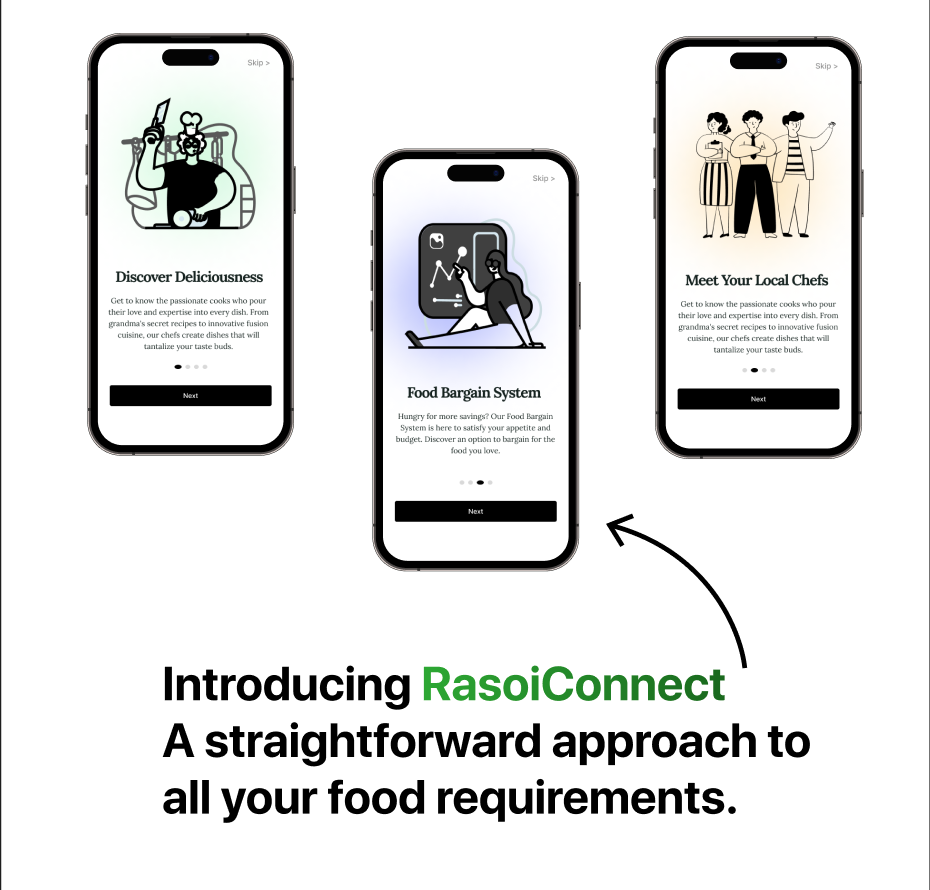 Skip >
Discover Deliciousness
Get to know the passionate cooks who pour
their love and expertise into every dish. From
grandma's secret recipes to innovative fusion
cuisine, our chefs create dishes that will
tantalize your taste buds.
Next
Skip >
Food Bargain System
Hungry for more savings? Our Food Bargain
System is here to satisfy your appetite and
budget. Discover an option to bargain for the
food you love.
Next
Skip >
Meet Your Local Chefs
Get to know the passionate cooks who pour
their love and expertise into every dish. From
grandma's secret recipes to innovative fusion
cuisine, our chefs create dishes that will
tantalize your taste buds.
Next
Introducing RasoiConnect
A straightforward approach to
all your food requirements.